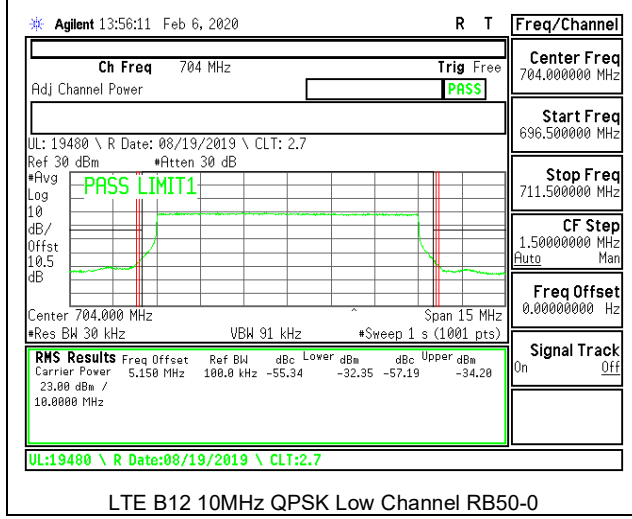 Agilent 13:56:11 Feb 6, 2020 R T
Freq/Channel
Ch Freq 704 MHz Trig Free
Adj Channel Power PASS
UL: 19480 \ R Date: 08/19/2019 \ CLT: 2.7
Ref 30 dBm #Atten 30 dB
#Avg
Log
10
dB/
Offst
10.5
dB
PASS LIMIT1
Center 704.000 MHz Span 15 MHz
#Res BW 30 kHz VBW 91 kHz #Sweep 1 s (1001 pts)
RMS Results Freq Offset Ref BW dBc Lower dBm dBc Upper dBm
Carrier Power 5.150 MHz 100.0 kHz -55.34 -32.35 -57.19 -34.20
23.00 dBm /
10.0000 MHz
UL:19480 \ R Date:08/19/2019 \ CLT:2.7
Center Freq
704.000000 MHz
Start Freq
696.500000 MHz
Stop Freq
711.500000 MHz
CF Step
1.50000000 MHz
Auto Man
Freq Offset
0.00000000 Hz
Signal Track
On Off
LTE B12 10MHz QPSK Low Channel RB50-0